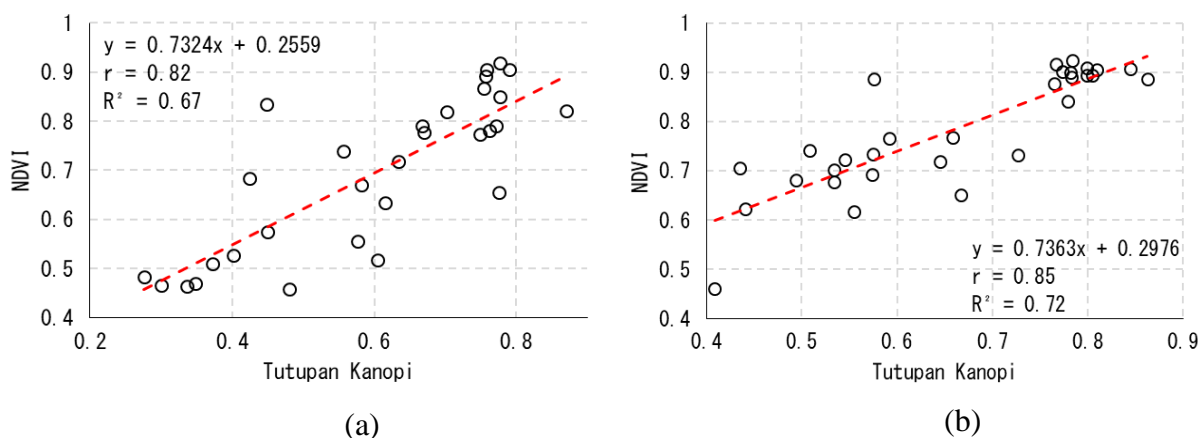 y = 0.7324x + 0.2559
r = 0.82
R² = 0.67
NDVI
1
0.9
0.8
0.7
0.6
0.5
0.4
0.2 0.4 0.6 0.8
Tutupan Kanopi
(a)
NDVI
1
0.9
0.8
0.7
0.6
0.5
0.4
y = 0.7363x + 0.2976
r = 0.85
R² = 0.72
0.4 0.5 0.6 0.7 0.8 0.9
Tutupan Kanopi
(b)